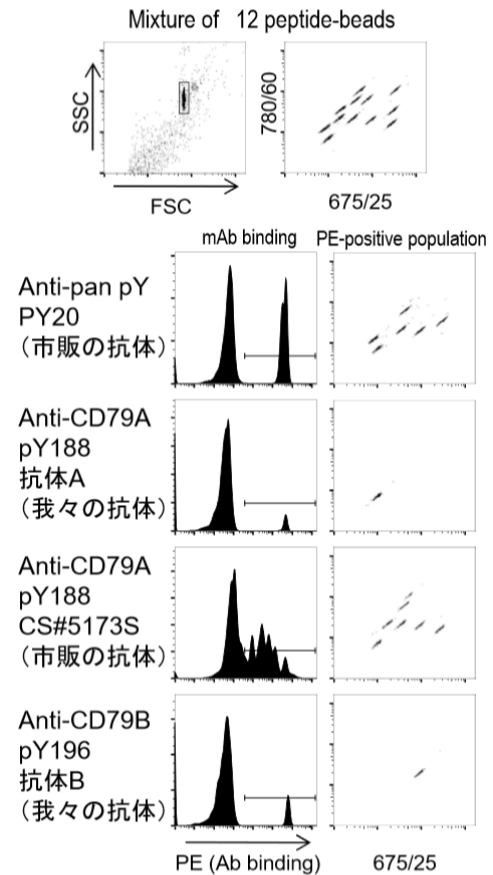 Mixture of 12 peptide-beads
SSC
FSC
780/60
675/25
mAb binding
PE-positive population
Anti-pan pY
PY20
（市販の抗体）
Anti-CD79A
pY188
抗体A
（我々の抗体）
Anti-CD79A
pY188
CS#5173S
（市販の抗体）
Anti-CD79B
pY196
抗体B
（我々の抗体）
PE (Ab binding)
675/25